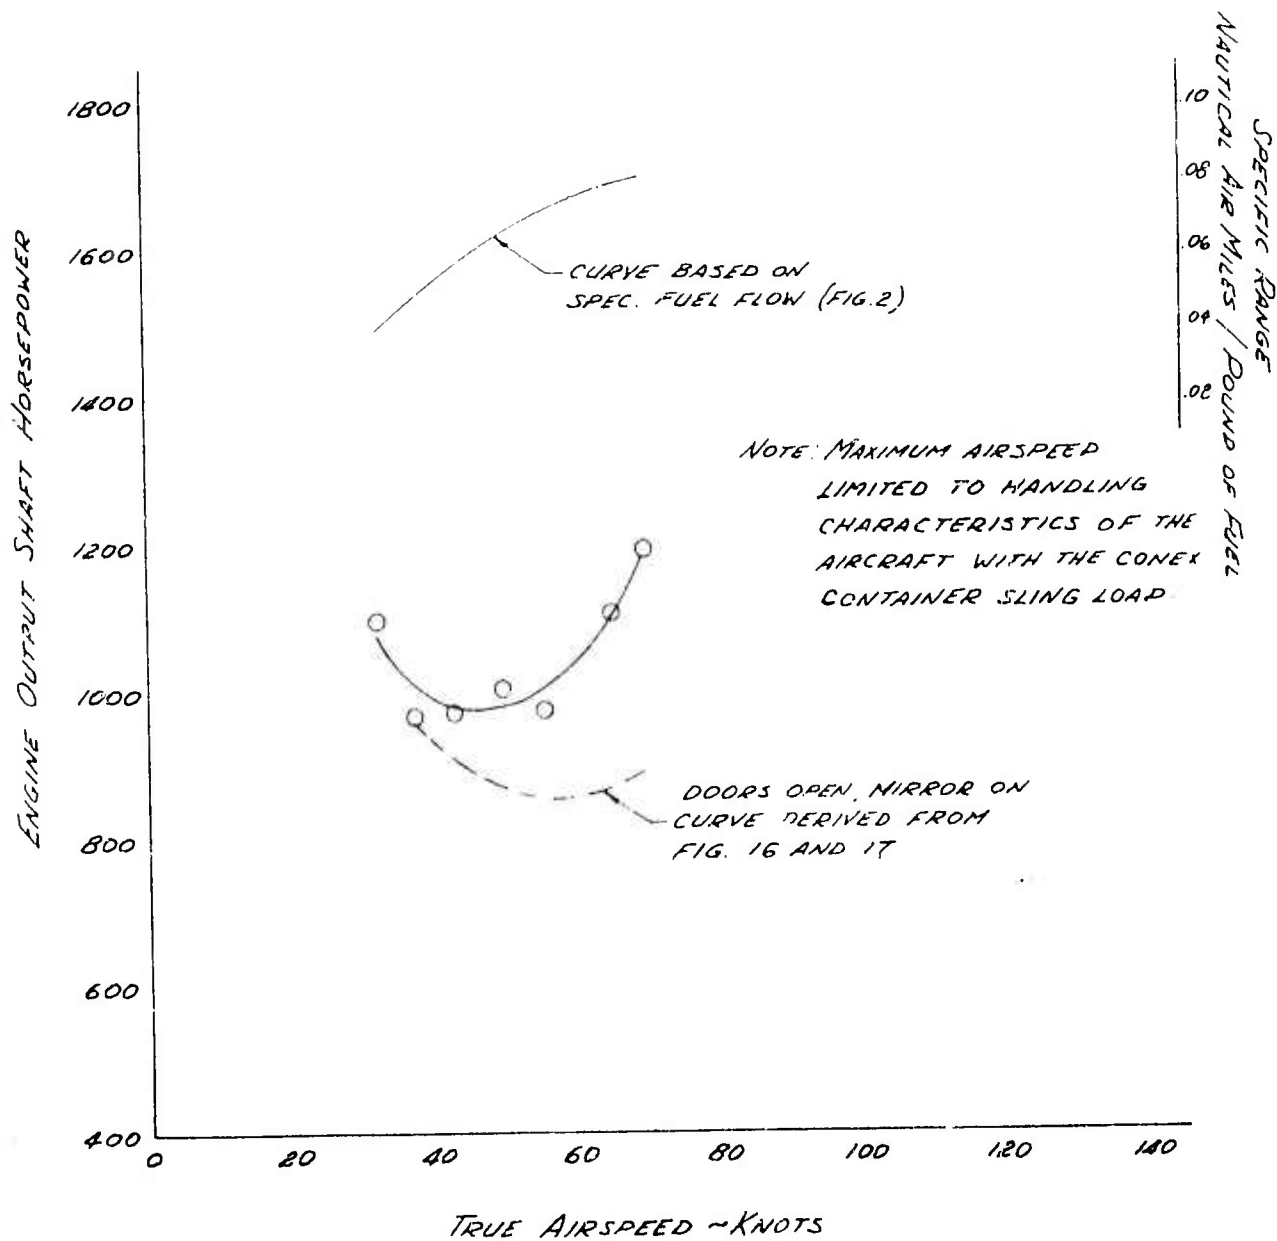 SPECIFIC RANGE
NAUTICAL AIR MILES / POUND OF FUEL
.10
.08
.06
.04
.02
ENGINE OUTPUT SHAFT HORSEPOWER
1800
1600
1400
1200
1000
800
600
400
CURVE BASED ON
SPEC. FUEL FLOW (FIG.2)
NOTE: MAXIMUM AIRSPEED
LIMITED TO HANDLING
CHARACTERISTICS OF THE
AIRCRAFT WITH THE CONEX
CONTAINER SLING LOAD
DOORS OPEN, MIRROR ON
CURVE DERIVED FROM
FIG. 16 AND 17
0 20 40 60 80 100 120 140
TRUE AIRSPEED ~ KNOTS